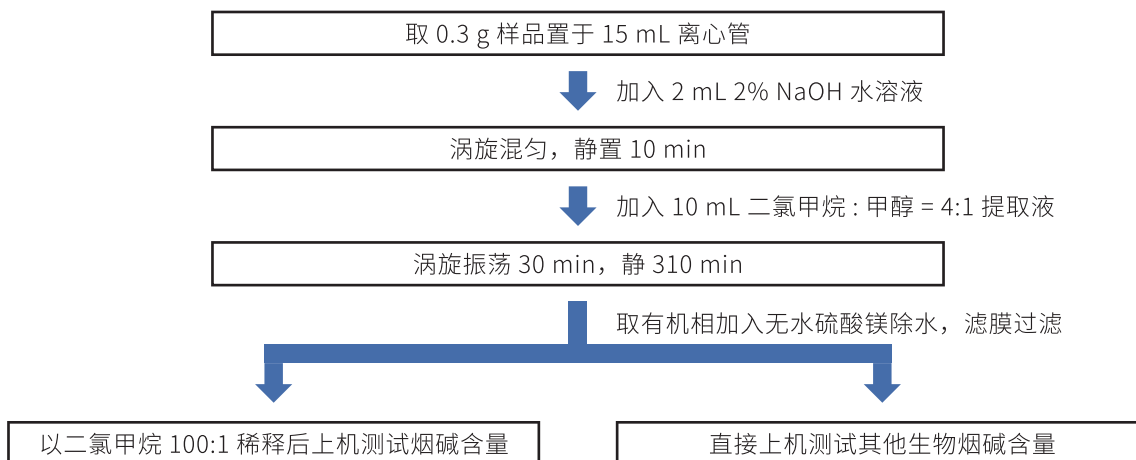 取 0.3 g 样品置于 15 mL 离心管
加入 2 mL 2% NaOH 水溶液
涡旋混匀，静置 10 min
加入 10 mL 二氯甲烷 : 甲醇 = 4:1 提取液
涡旋振荡 30 min，静 310 min
取有机相加入无水硫酸镁除水，滤膜过滤
以二氯甲烷 100:1 稀释后上机测试烟碱含量
直接上机测试其他生物烟碱含量